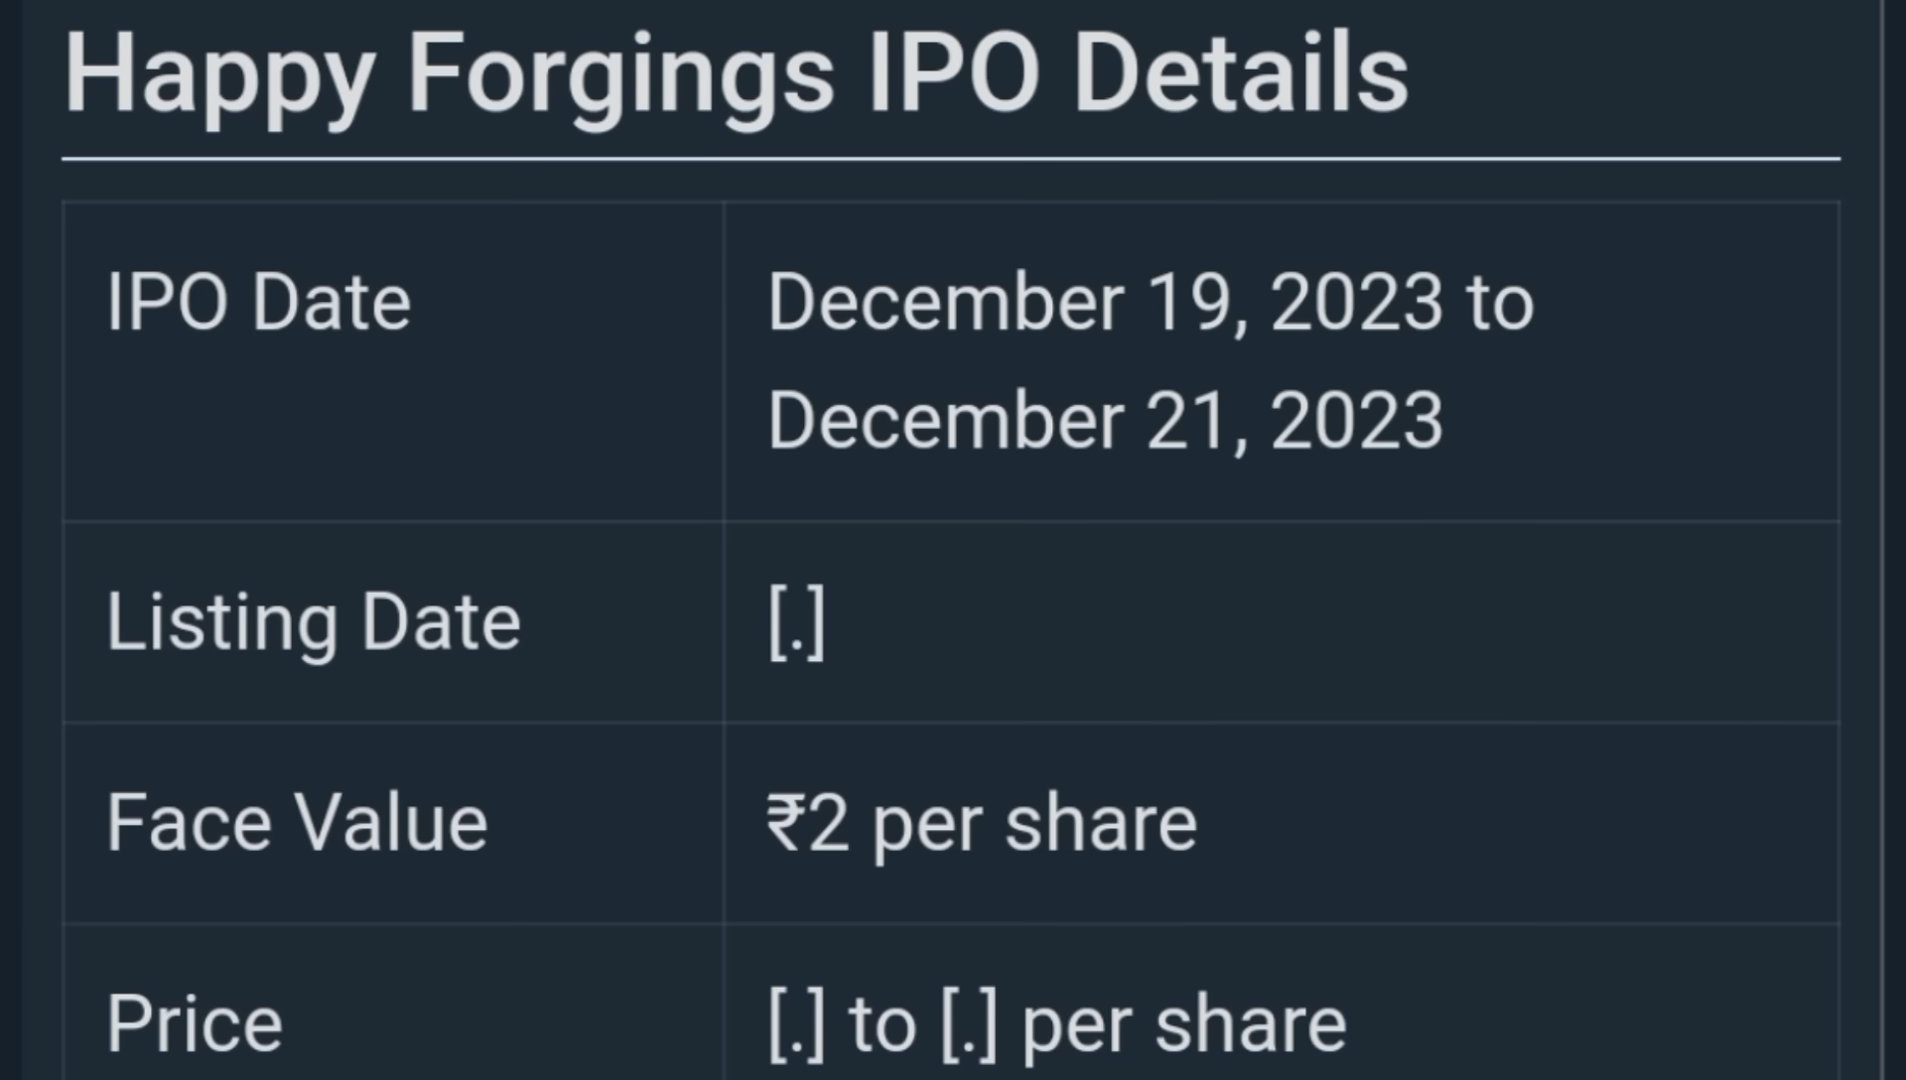 Happy Forgings IPO Details
IPO Date
December 19, 2023 to
December 21, 2023
Listing Date
[.]
Face Value
₹2 per share
Price
[.] to [.] per share